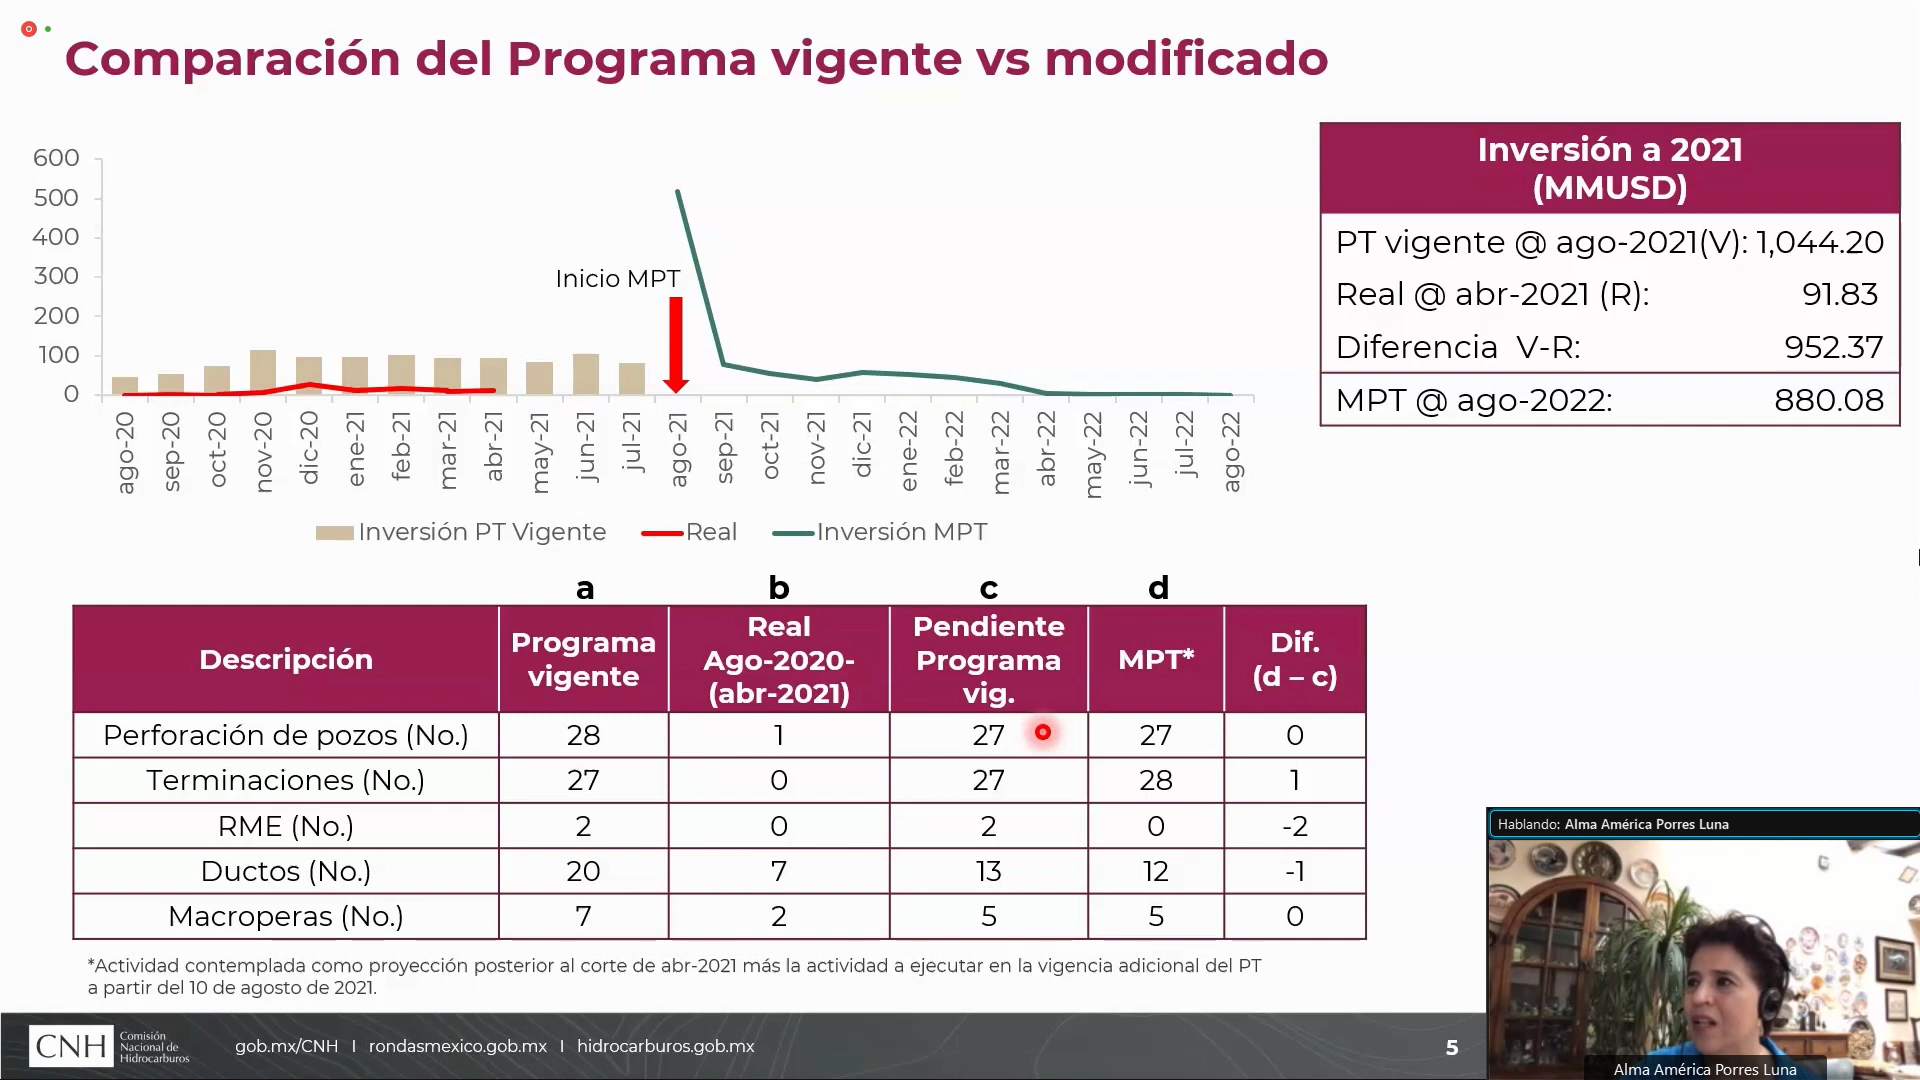 Comparación del Programa vigente vs modificado
600
500
400
300
200
100
0
Inicio MPT
ago-20
sep-20
oct-20
nov-20
dic-20
ene-21
feb-21
mar-21
abr-21
may-21
jun-21
jul-21
ago-21
sep-21
oct-21
nov-21
dic-21
ene-22
feb-22
mar-22
abr-22
may-22
jun-22
jul-22
ago-22
Inversión PT Vigente Real Inversión MPT
Inversión a 2021
(MMUSD)
PT vigente @ ago-2021(V): 1,044.20
Real @ abr-2021 (R): 91.83
Diferencia V-R: 952.37
MPT @ ago-2022: 880.08
a b c d
Descripción
Programa
vigente
Real
Ago-2020-
(abr-2021)
Pendiente
Programa
vig.
MPT*
Dif.
(d – c)
Perforación de pozos (No.) 28 1 27 27 0
Terminaciones (No.) 27 0 27 28 1
RME (No.) 2 0 2 0 -2
Ductos (No.) 20 7 13 12 -1
Macroperas (No.) 7 2 5 5 0
*Actividad contemplada como proyección posterior al corte de abr-2021 más la actividad a ejecutar en la vigencia adicional del PT
a partir del 10 de agosto de 2021.
CNH
Comisión
Nacional de
Hidrocarburos
gob.mx/CNH I rondasmexico.gob.mx I hidrocarburos.gob.mx
5
Hablando: Alma América Porres Luna
Alma América Porres Luna